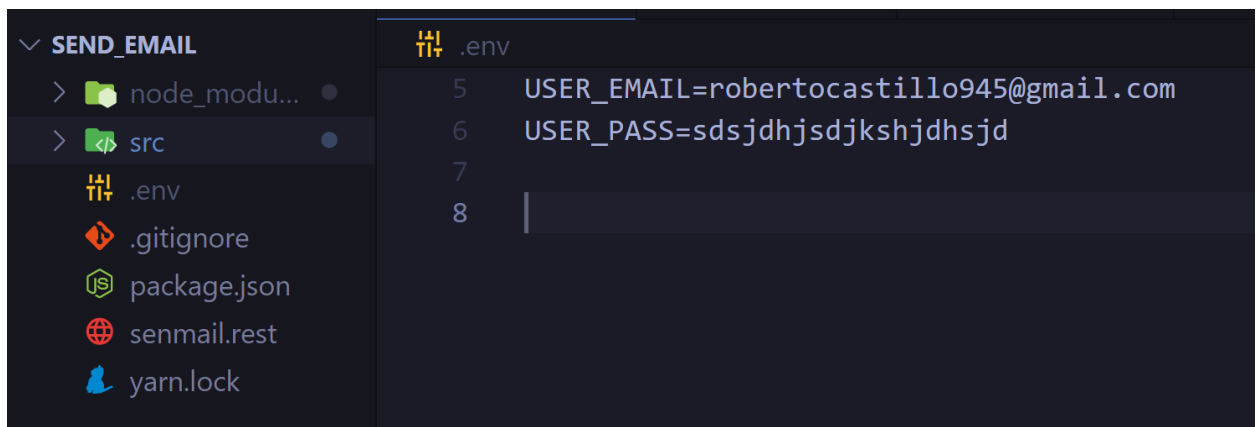 SEND_EMAIL
node_modu...
src
.env
.gitignore
package.json
senmail.rest
yarn.lock
.env
5 USER_EMAIL=robertocastillo945@gmail.com
6 USER_PASS=sdsjdhjsdjkshjdhsjd
7
8